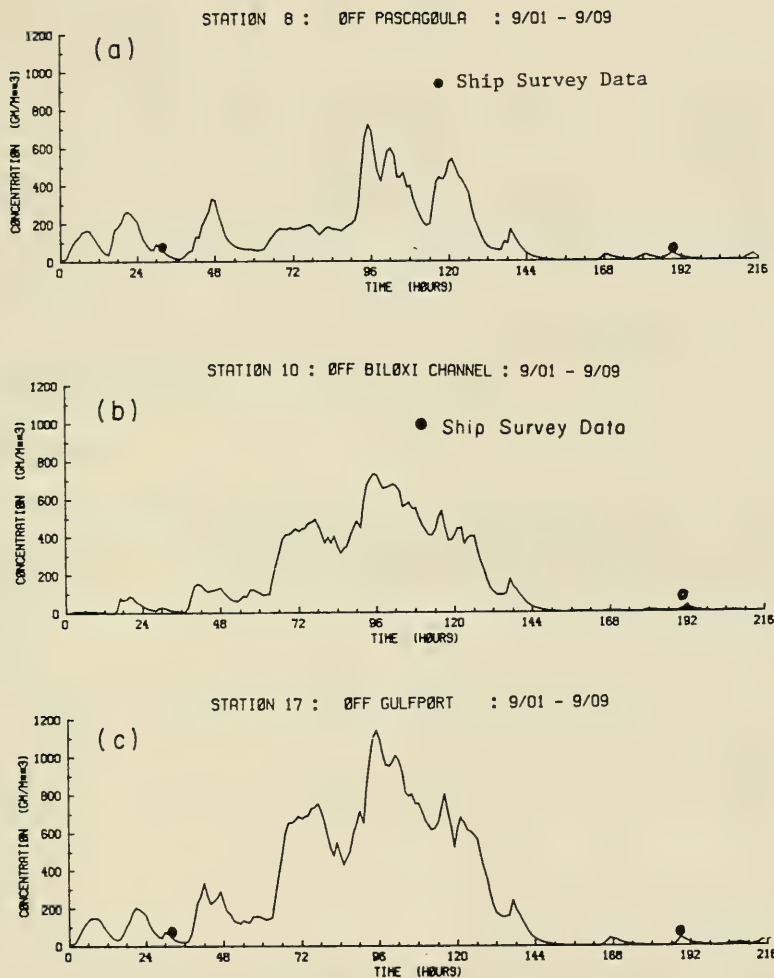 STATIØN 8 : ØFF PASCAGØULA : 9/01 - 9/09
(a)
● Ship Survey Data
CØNCENTRATIØN (GM/M**3)
1200
1000
800
600
400
200
0
0 24 48 72 96 120 144 168 192 216
TIME (HØURS)
STATIØN 10 : ØFF BILØXI CHANNEL : 9/01 - 9/09
(b)
● Ship Survey Data
CØNCENTRATIØN (GM/M**3)
1200
1000
800
600
400
200
0
0 24 48 72 96 120 144 168 192 216
TIME (HØURS)
STATIØN 17 : ØFF GULFPØRT : 9/01 - 9/09
(c)
CØNCENTRATIØN (GM/M**3)
1200
1000
800
600
400
200
0
0 24 48 72 96 120 144 168 192 216
TIME (HØURS)